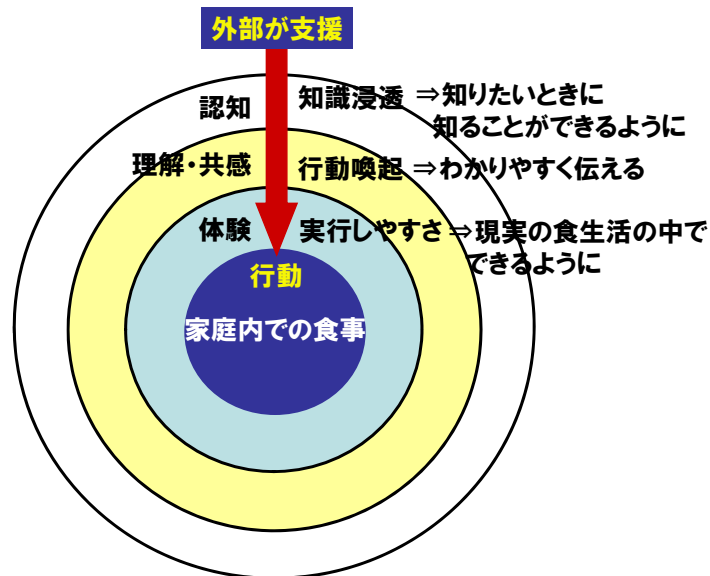 外部が支援
認知
知識浸透 ⇒知りたいときに
知ることができるように
理解・共感
行動喚起 ⇒わかりやすく伝える
体験
実行しやすさ ⇒現実の食生活の中で
できるように
行動
家庭内での食事